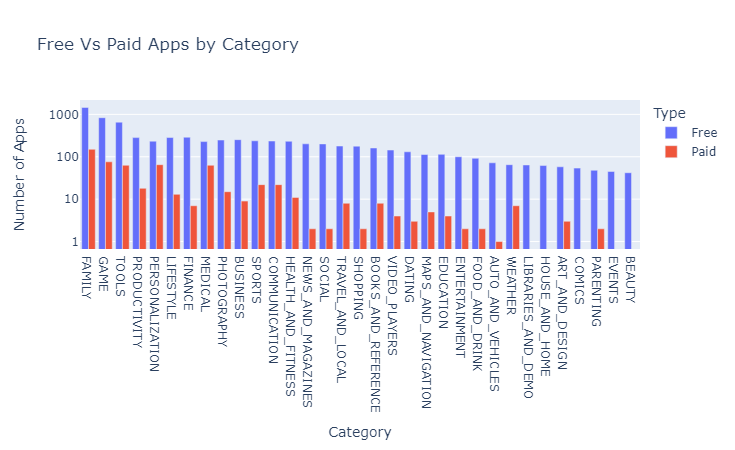 Free Vs Paid Apps by Category
Number of Apps
1000
100
10
1
Type
Free
Paid
FAMILY
GAME
TOOLS
PRODUCTIVITY
PERSONALIZATION
LIFESTYLE
FINANCE
MEDICAL
PHOTOGRAPHY
BUSINESS
SPORTS
COMMUNICATION
HEALTH_AND_FITNESS
NEWS_AND_MAGAZINES
SOCIAL
TRAVEL_AND_LOCAL
SHOPPING
BOOKS_AND_REFERENCE
VIDEO_PLAYERS
DATING
MAPS_AND_NAVIGATION
EDUCATION
ENTERTAINMENT
FOOD_AND_DRINK
AUTO_AND_VEHICLES
WEATHER
LIBRARIES_AND_DEMO
HOUSE_AND_HOME
ART_AND_DESIGN
COMICS
PARENTING
EVENTS
BEAUTY
Category